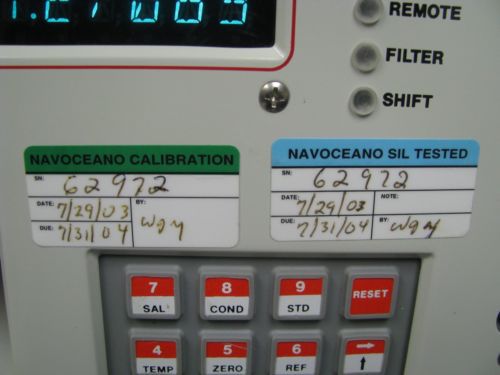 REMOTE
FILTER
SHIFT
NAVOCEANO CALIBRATION
SN: 62972
DATE: 7/29/03 BY: wgm
DUE: 7/31/04
NAVOCEANO SIL TESTED
SN: 62972
DATE: 7/29/03 NOTE:
DUE: 7/31/04 BY: wgm
7 8 9 RESET
SAL COND STD
4 5 6
TEMP ZERO REF